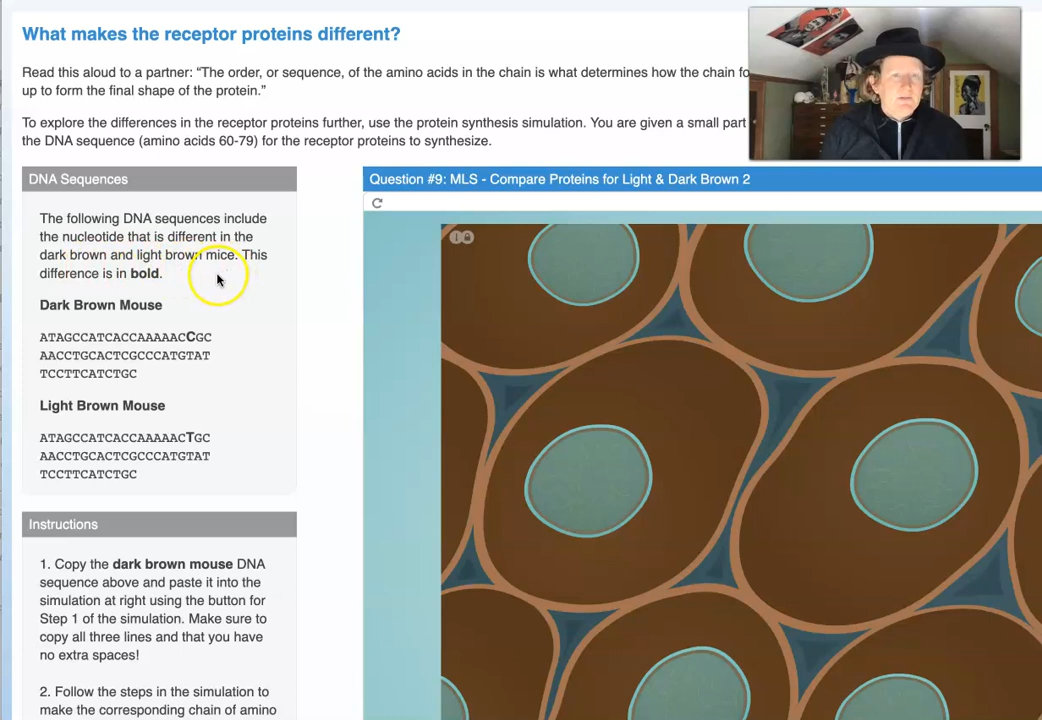 What makes the receptor proteins different?
Read this aloud to a partner: “The order, or sequence, of the amino acids in the chain is what determines how the chain fo
up to form the final shape of the protein.”
To explore the differences in the receptor proteins further, use the protein synthesis simulation. You are given a small part
the DNA sequence (amino acids 60-79) for the receptor proteins to synthesize.
DNA Sequences
The following DNA sequences include
the nucleotide that is different in the
dark brown and light brown mice. This
difference is in bold.
Dark Brown Mouse
ATAGCCATCACCAAAAACCGC
AACCTGCACTCGCCCATGTAT
TCCTTCATCTGC
Light Brown Mouse
ATAGCCATCACCAAAAACTGC
AACCTGCACTCGCCCATGTAT
TCCTTCATCTGC
Instructions
1. Copy the dark brown mouse DNA
sequence above and paste it into the
simulation at right using the button for
Step 1 of the simulation. Make sure to
copy all three lines and that you have
no extra spaces!
2. Follow the steps in the simulation to
make the corresponding chain of amino
Question #9: MLS - Compare Proteins for Light & Dark Brown 2